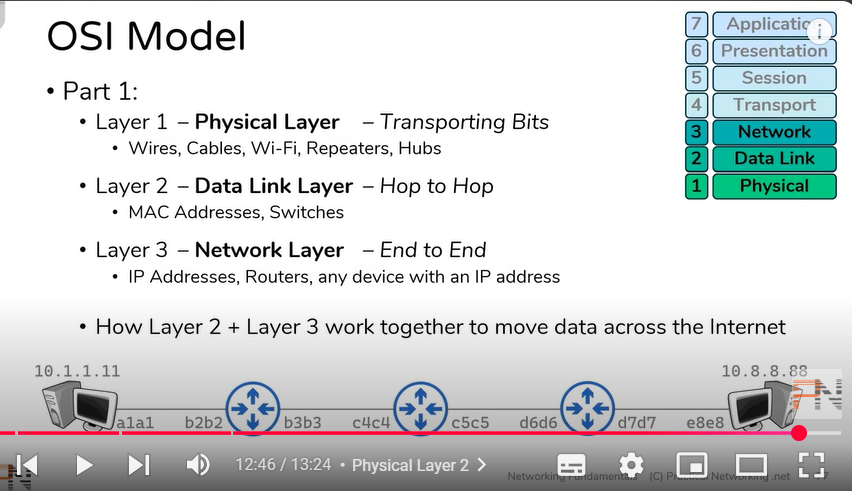 OSI Model
7 Application
6 Presentation
5 Session
4 Transport
3 Network
2 Data Link
1 Physical
• Part 1:
• Layer 1 – Physical Layer – Transporting Bits
• Wires, Cables, Wi-Fi, Repeaters, Hubs
• Layer 2 – Data Link Layer – Hop to Hop
• MAC Addresses, Switches
• Layer 3 – Network Layer – End to End
• IP Addresses, Routers, any device with an IP address
• How Layer 2 + Layer 3 work together to move data across the Internet
10.1.1.11 10.8.8.88
a1a1 b2b2 b3b3 c4c4 c5c5 d6d6 d7d7 e8e8
12:46 / 13:24 • Physical Layer 2
Networking Fundamentals (C) Practical Networking .net